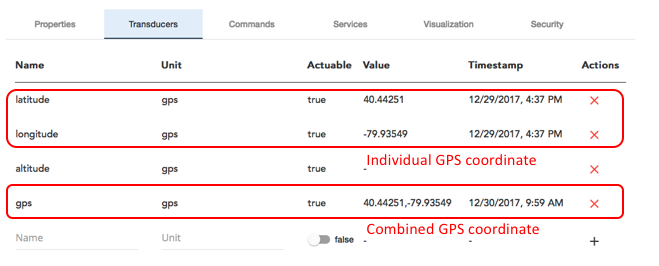 Properties Transducers Commands Services Visualization Security
Name Unit Actuable Value Timestamp Actions
latitude gps true 40.44251 12/29/2017, 4:37 PM
longitude gps true -79.93549 12/29/2017, 4:37 PM
Individual GPS coordinate
altitude gps true - -
gps gps true 40.44251,-79.93549 12/30/2017, 9:59 AM
Combined GPS coordinate
Name Unit false - - +